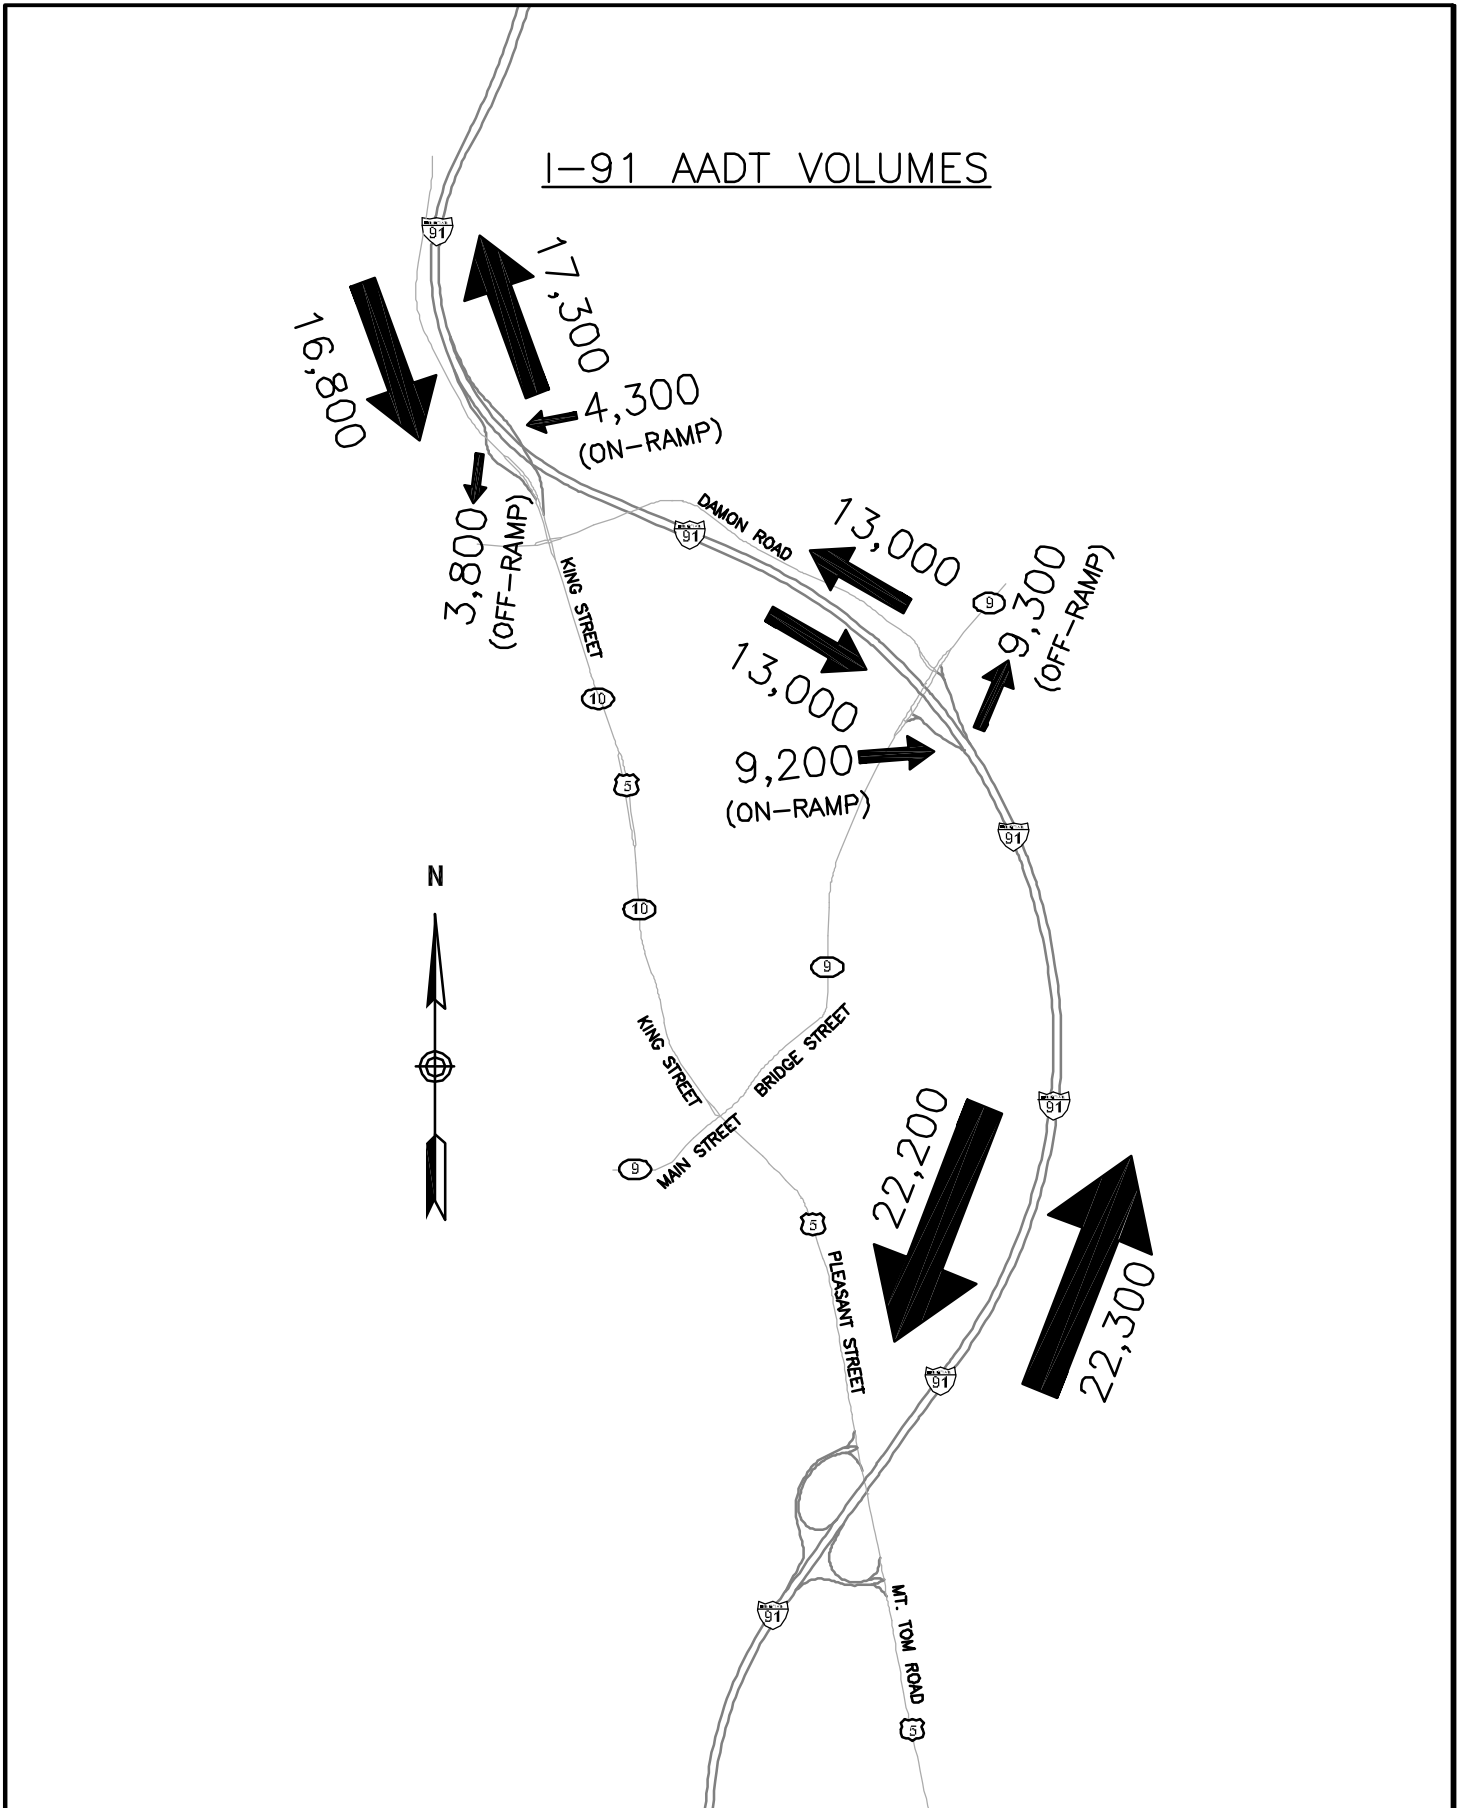 I-91 AADT VOLUMES
91
17,300
16,800
4,300
(ON-RAMP)
3,800
(OFF-RAMP)
DAMON ROAD
91
13,000
13,000
9
9,300
(OFF-RAMP)
KING STREET
10
9,200
(ON-RAMP)
5
91
N
10
9
KING STREET
BRIDGE STREET
MAIN STREET
9
91
22,200
22,300
5
PLEASANT STREET
91
91
MT. TOM ROAD
5